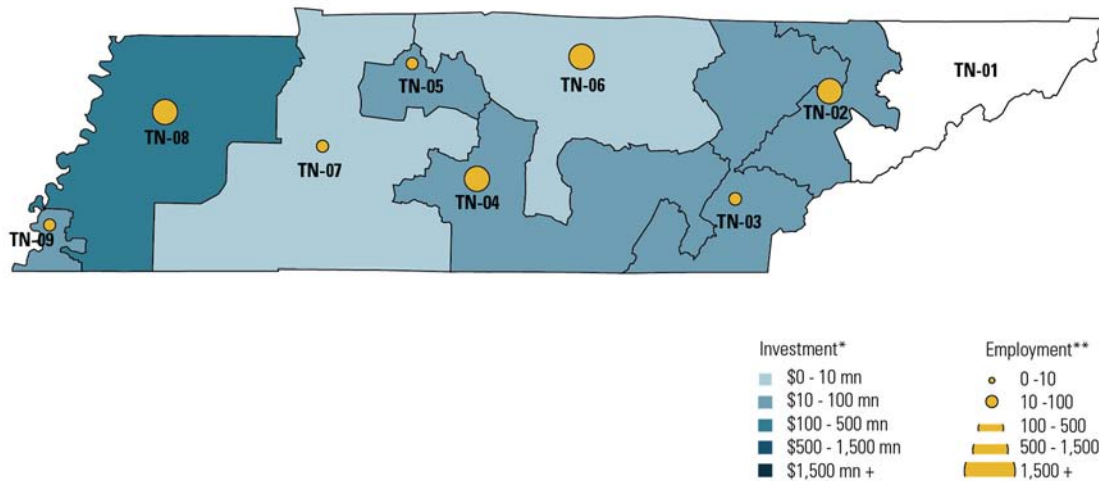 TN-01
TN-06
TN-05
TN-02
TN-08
TN-07
TN-04
TN-03
TN-09
Investment*
$0 - 10 mn
$10 - 100 mn
$100 - 500 mn
$500 - 1,500 mn
$1,500 mn +
Employment**
0 -10
10 -100
100 - 500
500 - 1,500
1,500 +